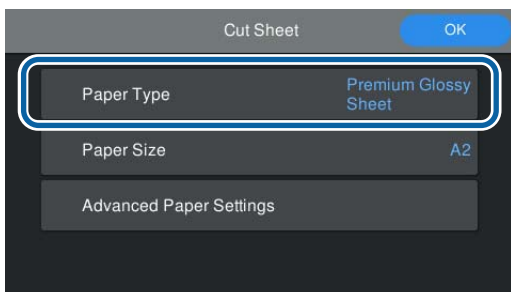 Cut Sheet
OK
Paper Type
Premium Glossy
Sheet
Paper Size
A2
Advanced Paper Settings